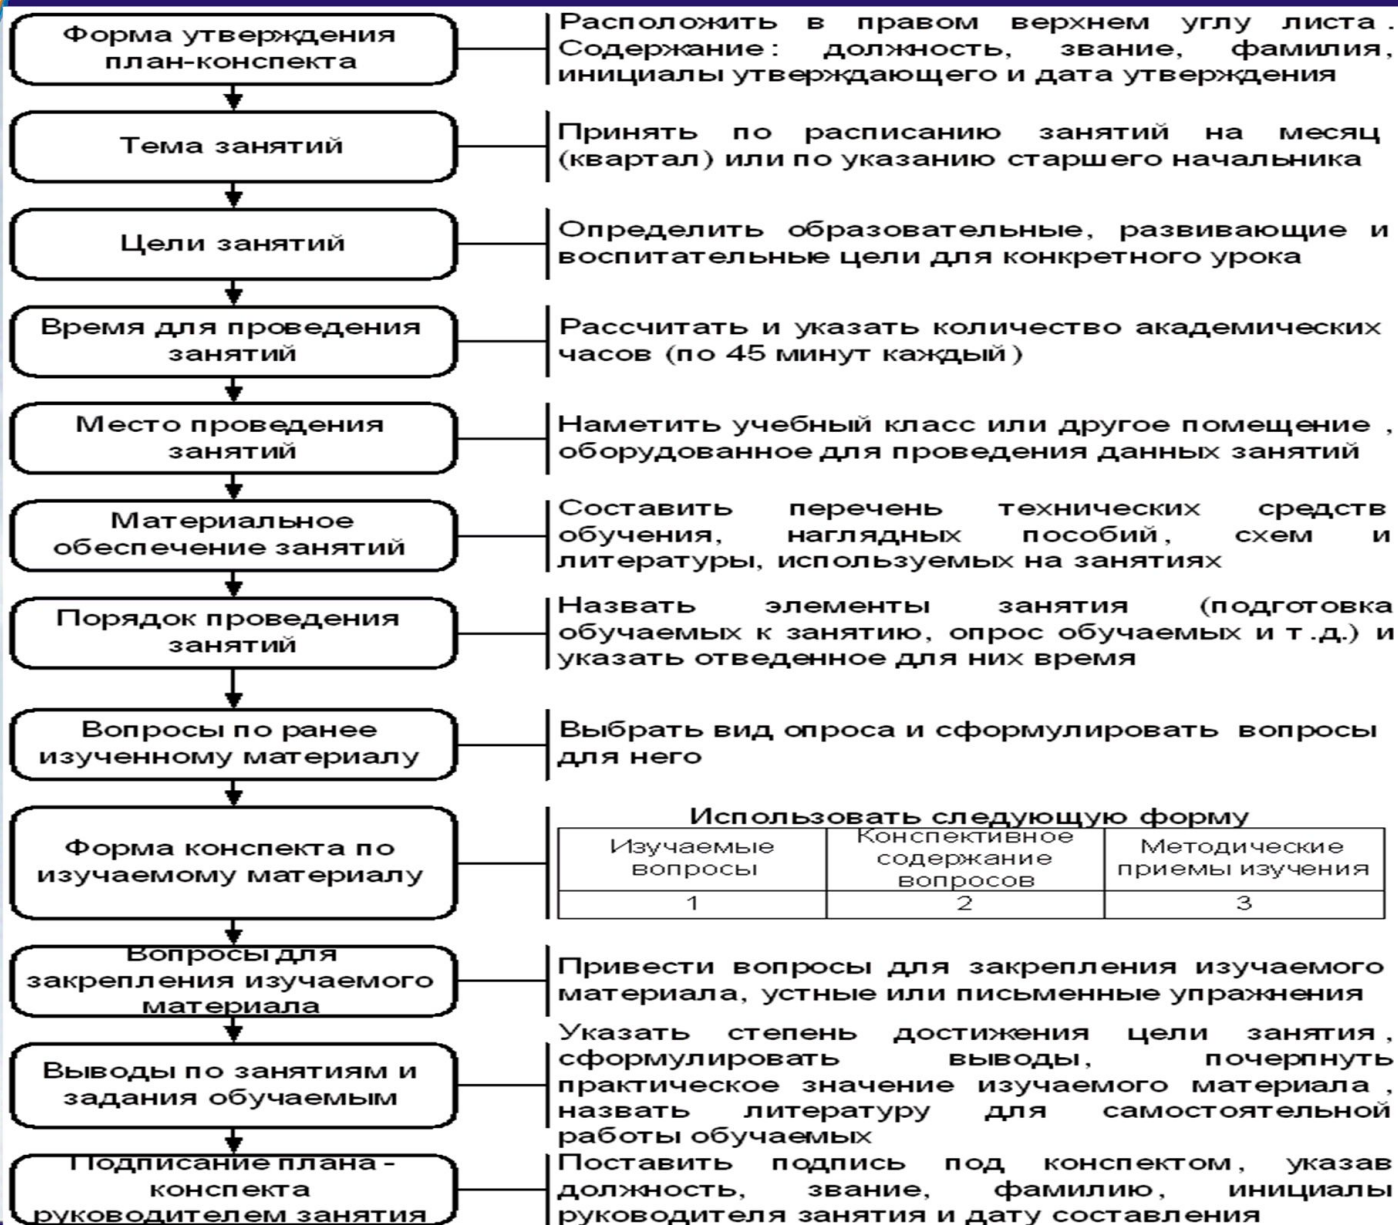 Форма утверждения
план-конспекта
Расположить в правом верхнем углу листа .
Содержание : должность, звание, фамилия,
инициалы утверждающего и дата утверждения
Тема занятий
Принять по расписанию занятий на месяц
(квартал) или по указанию старшего начальника
Цели занятий
Определить образовательные, развивающие и
воспитательные цели для конкретного урока
Время для проведения
занятий
Рассчитать и указать количество академических
часов (по 45 минут каждый )
Место проведения
занятий
Наметить учебный класс или другое помещение ,
оборудованное для проведения данных занятий
Материальное
обеспечение занятий
Составить перечень технических средств
обучения, наглядных пособий, схем и
литературы, используемых на занятиях
Порядок проведения
занятий
Назвать элементы занятия (подготовка
обучаемых к занятию, опрос обучаемых и т .д.) и
указать отведенное для них время
Вопросы по ранее
изученному материалу
Выбрать вид опроса и сформулировать вопросы
для него
Форма конспекта по
изучаемому материалу
Использовать следующую форму
Изучаемые
вопросы
Конспективное
содержание
вопросов
Методические
приемы изучения
1
2
3
Вопросы для
закрепления изучаемого
материала
Привести вопросы для закрепления изучаемого
материала, устные или письменные упражнения
Выводы по занятиям и
задания обучаемым
Указать степень достижения цели занятия ,
сформулировать выводы, почерпнуть
практическое значение изучаемого материала ,
назвать литературу для самостоятельной
работы обучаемых
Подписание плана -
конспекта
руководителем занятия
Поставить подпись под конспектом, указав
должность, звание, фамилию, инициалы
руководителя занятия и дату составления